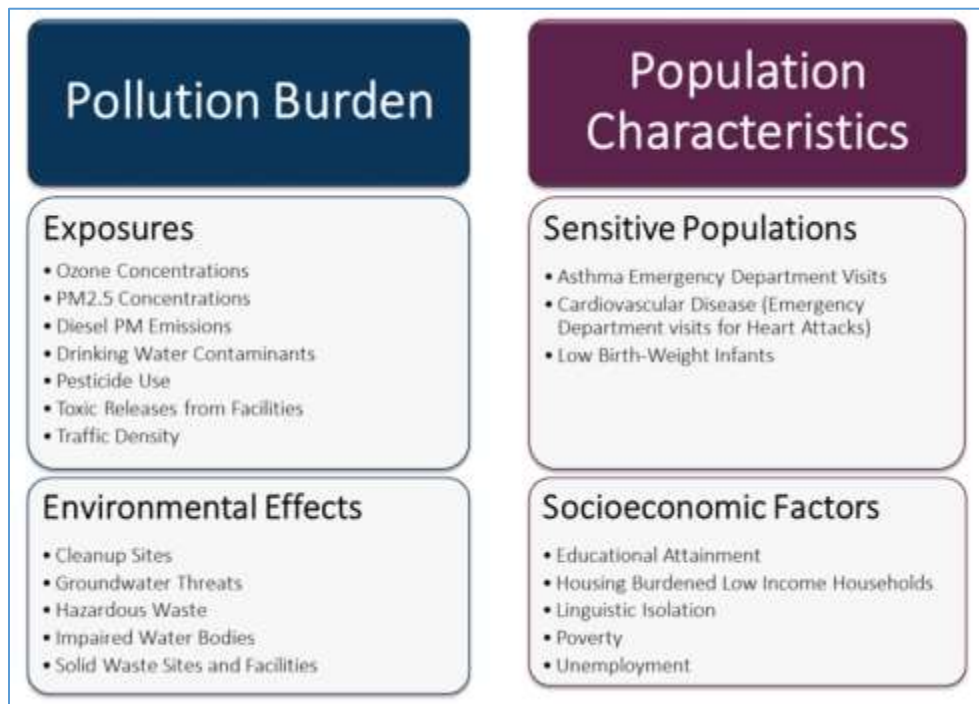 Pollution Burden
Exposures
• Ozone Concentrations
• PM2.5 Concentrations
• Diesel PM Emissions
• Drinking Water Contaminants
• Pesticide Use
• Toxic Releases from Facilities
• Traffic Density
Environmental Effects
• Cleanup Sites
• Groundwater Threats
• Hazardous Waste
• Impaired Water Bodies
• Solid Waste Sites and Facilities
Population
Characteristics
Sensitive Populations
• Asthma Emergency Department Visits
• Cardiovascular Disease (Emergency
Department visits for Heart Attacks)
• Low Birth-Weight Infants
Socioeconomic Factors
• Educational Attainment
• Housing Burdened Low Income Households
• Linguistic Isolation
• Poverty
• Unemployment